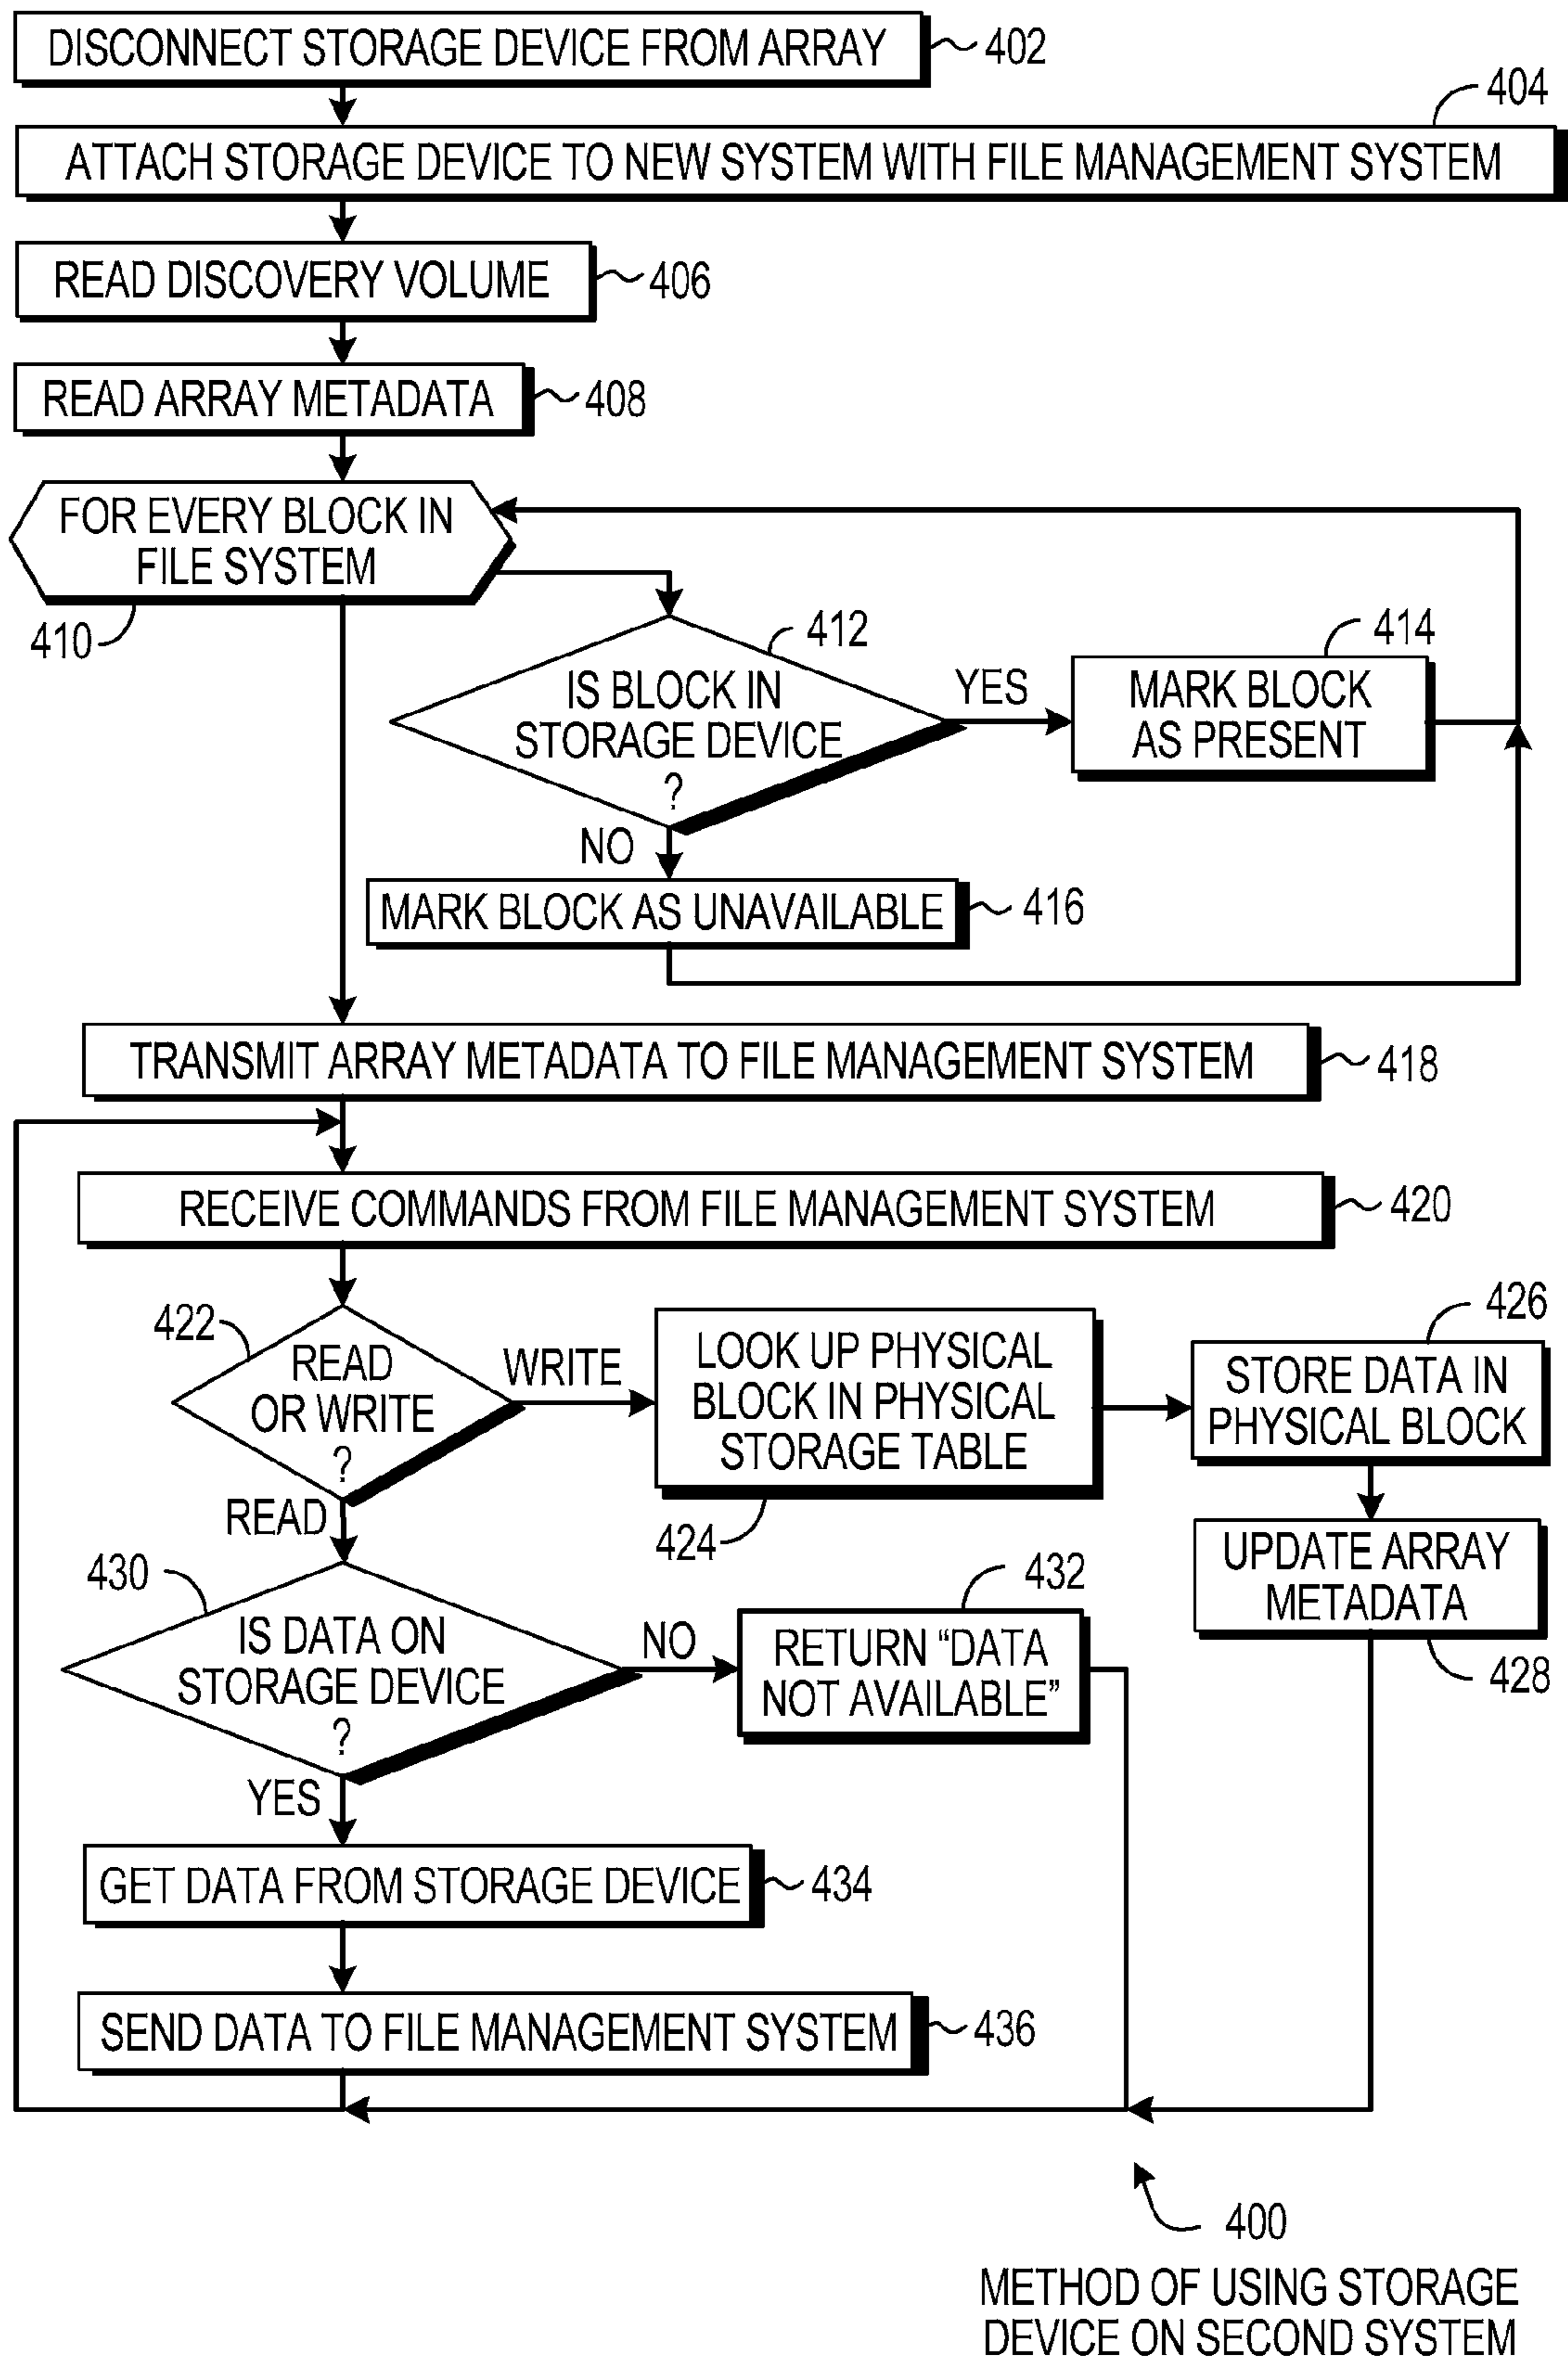 DISCONNECT STORAGE DEVICE FROM ARRAY
402
404
ATTACH STORAGE DEVICE TO NEW SYSTEM WITH FILE MANAGEMENT SYSTEM
READ DISCOVERY VOLUME
406
READ ARRAY METADATA
408
FOR EVERY BLOCK IN
FILE SYSTEM
410
412
IS BLOCK IN
STORAGE DEVICE
?
YES
414
MARK BLOCK
AS PRESENT
NO
MARK BLOCK AS UNAVAILABLE
416
TRANSMIT ARRAY METADATA TO FILE MANAGEMENT SYSTEM
418
RECEIVE COMMANDS FROM FILE MANAGEMENT SYSTEM
420
422
READ
OR WRITE
?
WRITE
LOOK UP PHYSICAL
BLOCK IN PHYSICAL
STORAGE TABLE
424
426
STORE DATA IN
PHYSICAL BLOCK
UPDATE ARRAY
METADATA
428
READ
430
IS DATA ON
STORAGE DEVICE
?
NO
432
RETURN “DATA
NOT AVAILABLE”
YES
GET DATA FROM STORAGE DEVICE
434
SEND DATA TO FILE MANAGEMENT SYSTEM
436
400
METHOD OF USING STORAGE
DEVICE ON SECOND SYSTEM